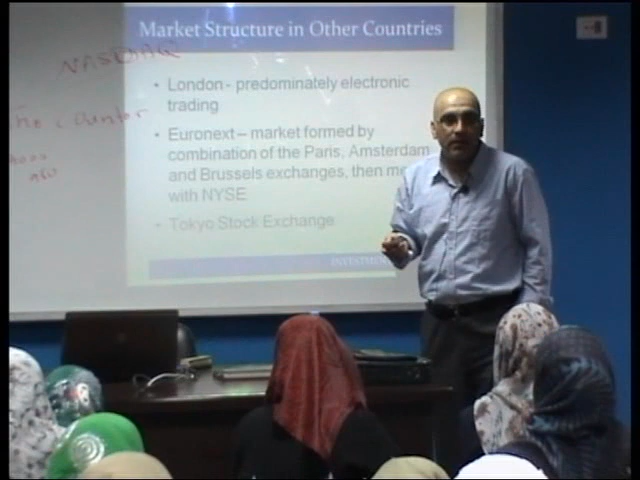 Market Structure in Other Countries
NASDAQ
• London - predominately electronic
trading
• Euronext – market formed by
combination of the Paris, Amsterdam
and Brussels exchanges, then
with NYSE
• Tokyo Stock Exchange